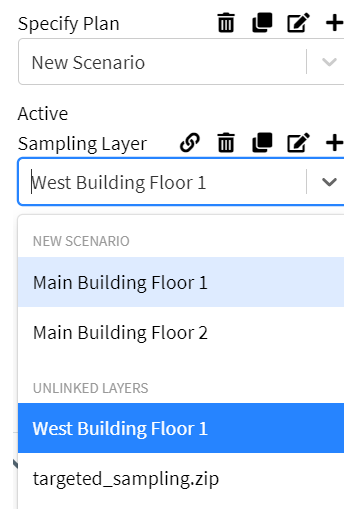 Specify Plan
New Scenario
Active
Sampling Layer
West Building Floor 1
NEW SCENARIO
Main Building Floor 1
Main Building Floor 2
UNLINKED LAYERS
West Building Floor 1
targeted_sampling.zip